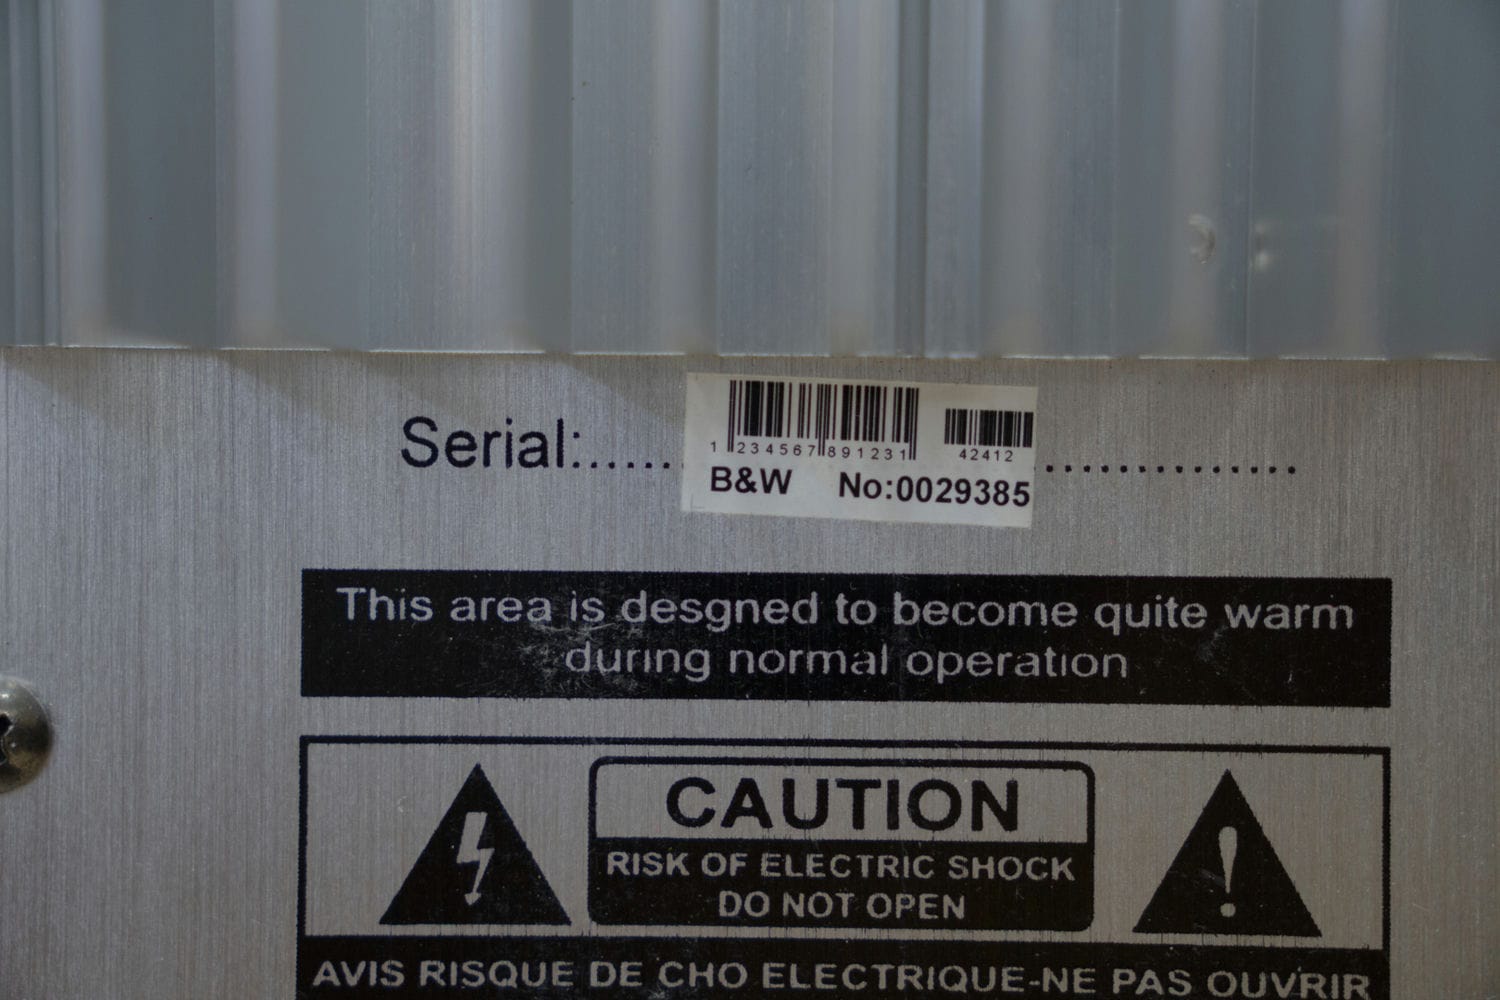 Serial:..........................
1 234567 891231 42412
B&W No:0029385
This area is desgned to become quite warm
during normal operation
CAUTION
RISK OF ELECTRIC SHOCK
DO NOT OPEN
AVIS RISQUE DE CHO ELECTRIQUE-NE PAS OUVRIR